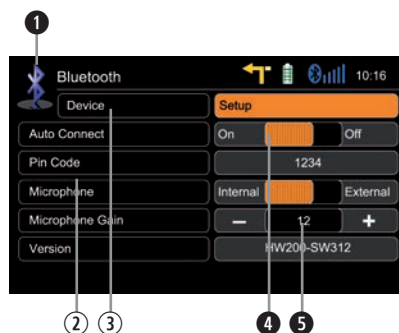 1
Bluetooth 10:16
Device Setup
Auto Connect On Off
Pin Code 1234
Microphone Internal External
Microphone Gain − 12 +
Version HW200-SW312
2 3 4 5